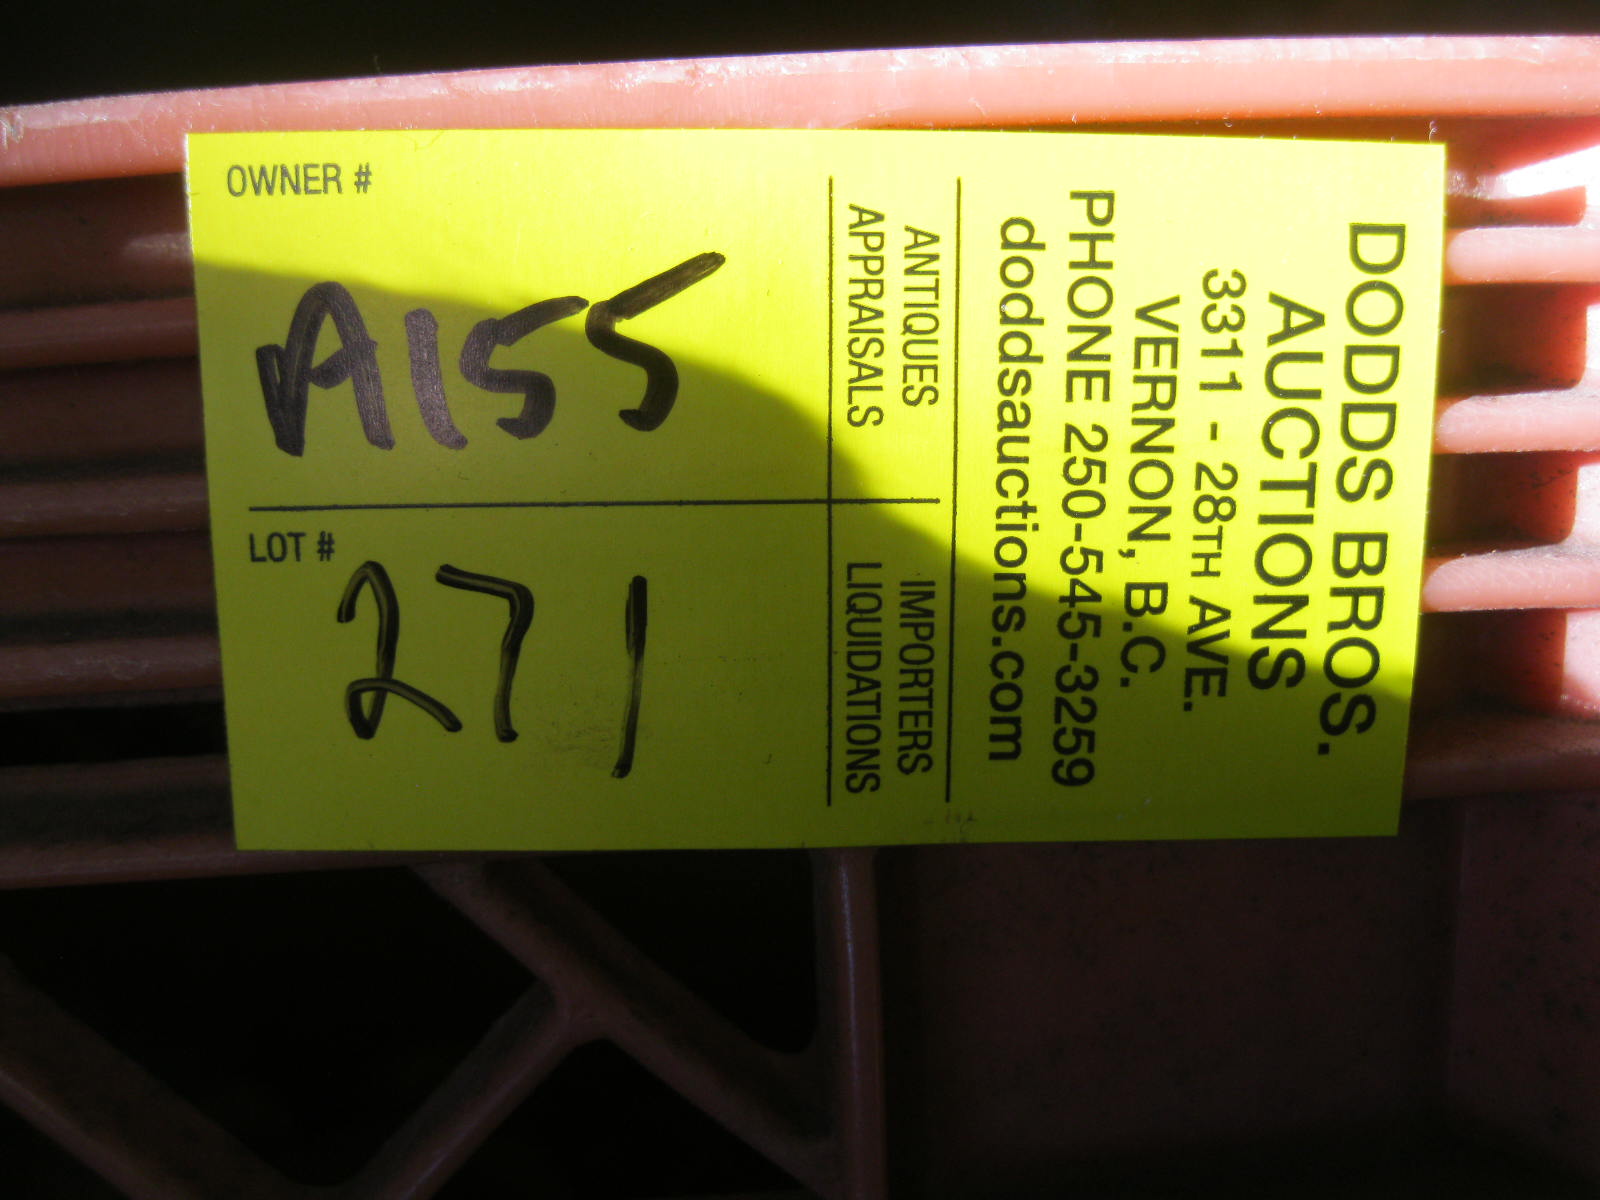 DODDS BROS.
AUCTIONS
3311 - 28TH AVE.
VERNON, B.C.
PHONE 250-545-3259
doddsauctions.com
ANTIQUES
APPRAISALS
IMPORTERS
LIQUIDATIONS
OWNER #
A155
LOT #
271